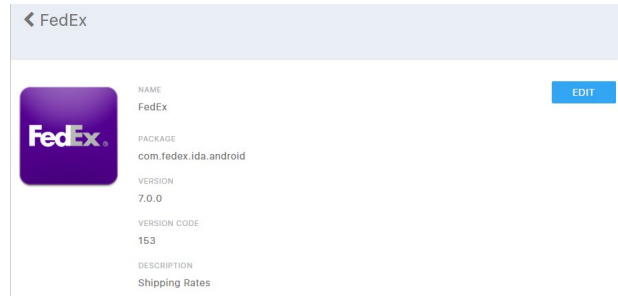 FedEx
NAME
EDIT
FedEx
FedEx®
PACKAGE
com.fedex.ida.android
VERSION
7.0.0
VERSION CODE
153
DESCRIPTION
Shipping Rates